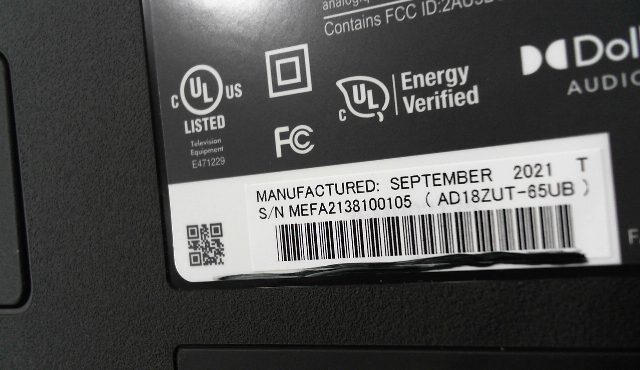 Contains FCC ID:
C UL US
LISTED
Television
Equipment
E471229
FC
C UL
Energy
Verified
AUDIO
MANUFACTURED: SEPTEMBER 2021 T
S/N MEFA2138100105 ( AD18ZUT-65UB )